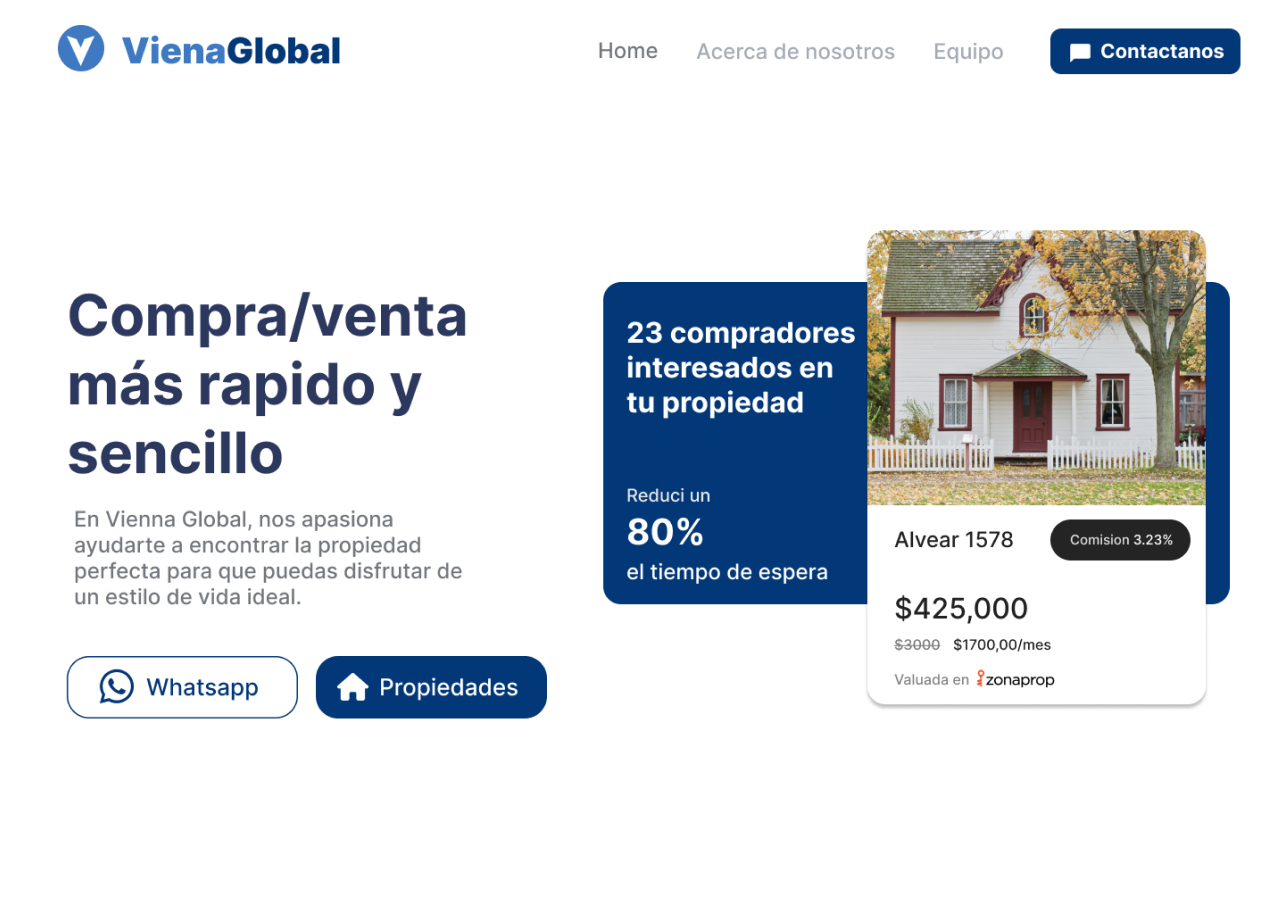 VienaGlobal
Home
Acerca de nosotros
Equipo
Contactanos
Compra/venta
más rapido y
sencillo
En Vienna Global, nos apasiona
ayudarte a encontrar la propiedad
perfecta para que puedas disfrutar de
un estilo de vida ideal.
Whatsapp
Propiedades
23 compradores
interesados en
tu propiedad
Reduci un
80%
el tiempo de espera
Alvear 1578
Comision 3.23%
$425,000
$3000 $1700,00/mes
Valuada en zonaprop